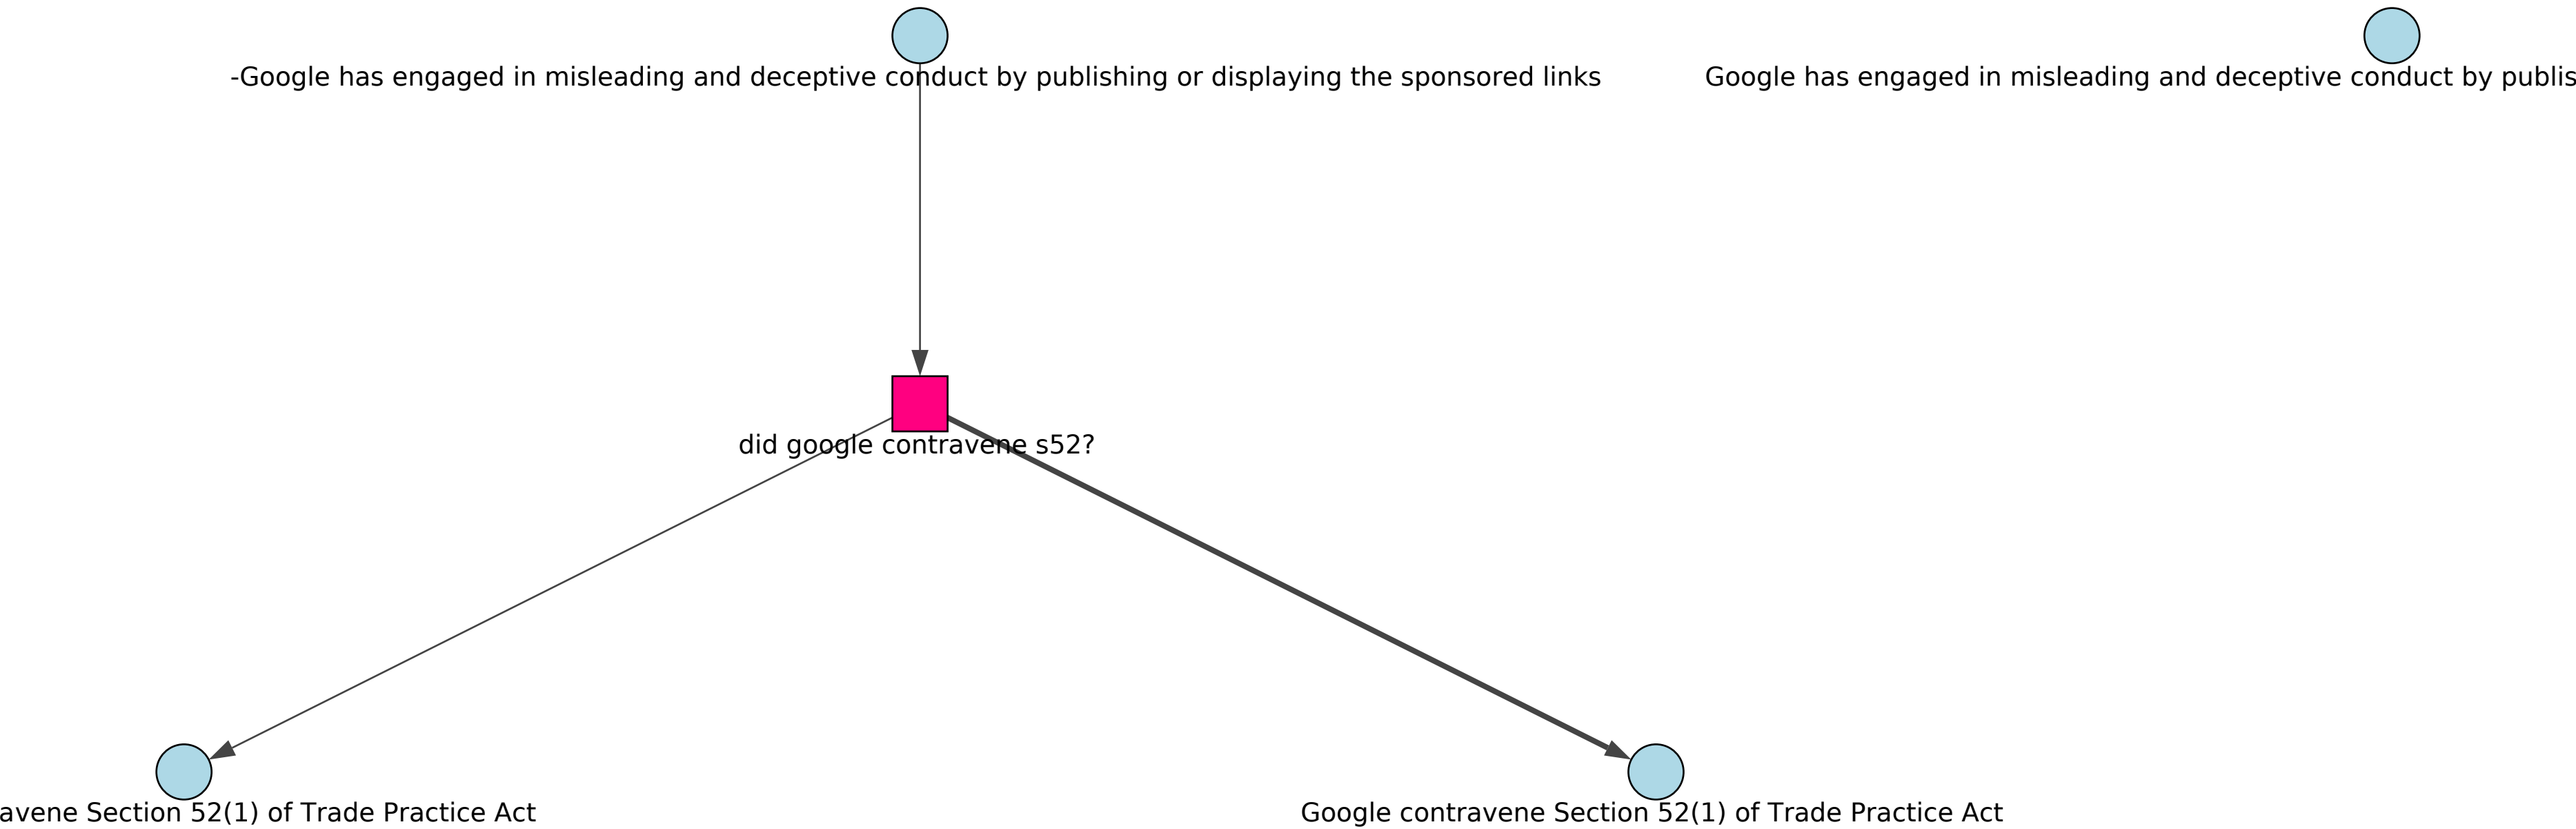 -Google has engaged in misleading and deceptive conduct by publishing or displaying the sponsored links
Google has engaged in misleading and deceptive conduct by publis
did google contravene s52?
avene Section 52(1) of Trade Practice Act
Google contravene Section 52(1) of Trade Practice Act